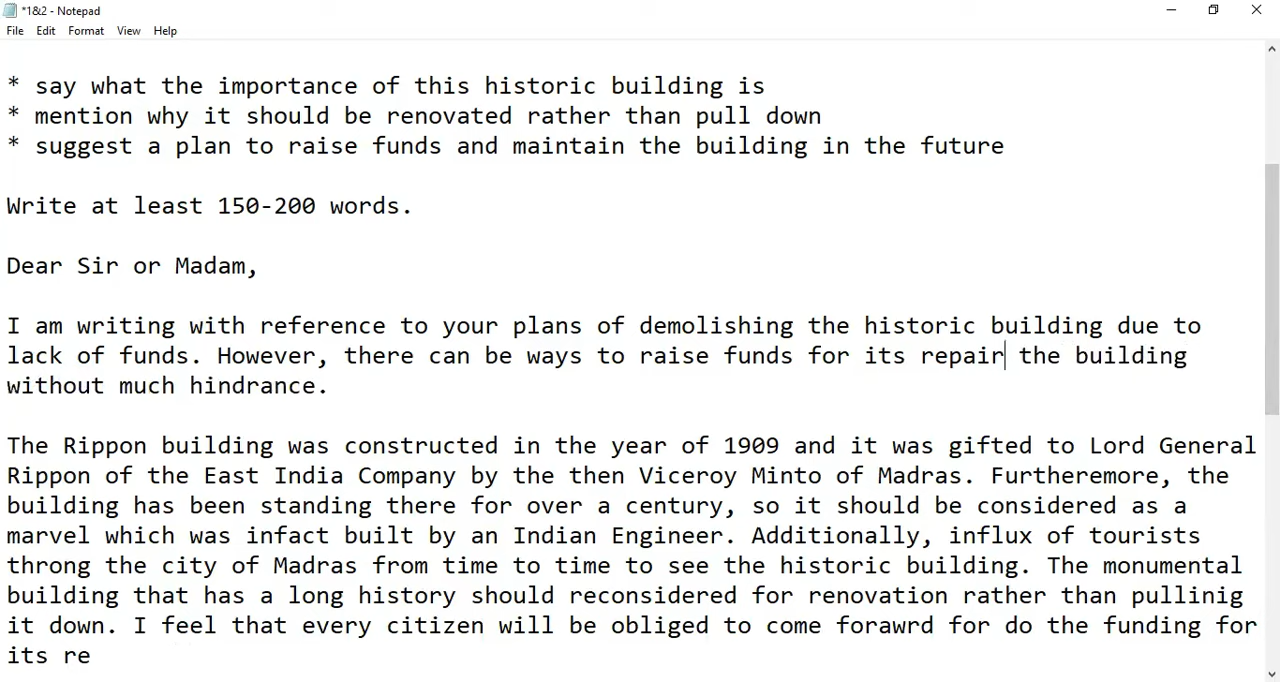 *1&2 - Notepad
File Edit Format View Help
* say what the importance of this historic building is
* mention why it should be renovated rather than pull down
* suggest a plan to raise funds and maintain the building in the future
Write at least 150-200 words.
Dear Sir or Madam,
I am writing with reference to your plans of demolishing the historic building due to
lack of funds. However, there can be ways to raise funds for its repair the building
without much hindrance.
The Rippon building was constructed in the year of 1909 and it was gifted to Lord General
Rippon of the East India Company by the then Viceroy Minto of Madras. Furtheremore, the
building has been standing there for over a century, so it should be considered as a
marvel which was infact built by an Indian Engineer. Additionally, influx of tourists
throng the city of Madras from time to time to see the historic building. The monumental
building that has a long history should reconsidered for renovation rather than pullinig
it down. I feel that every citizen will be obliged to come forawrd for do the funding for
its re